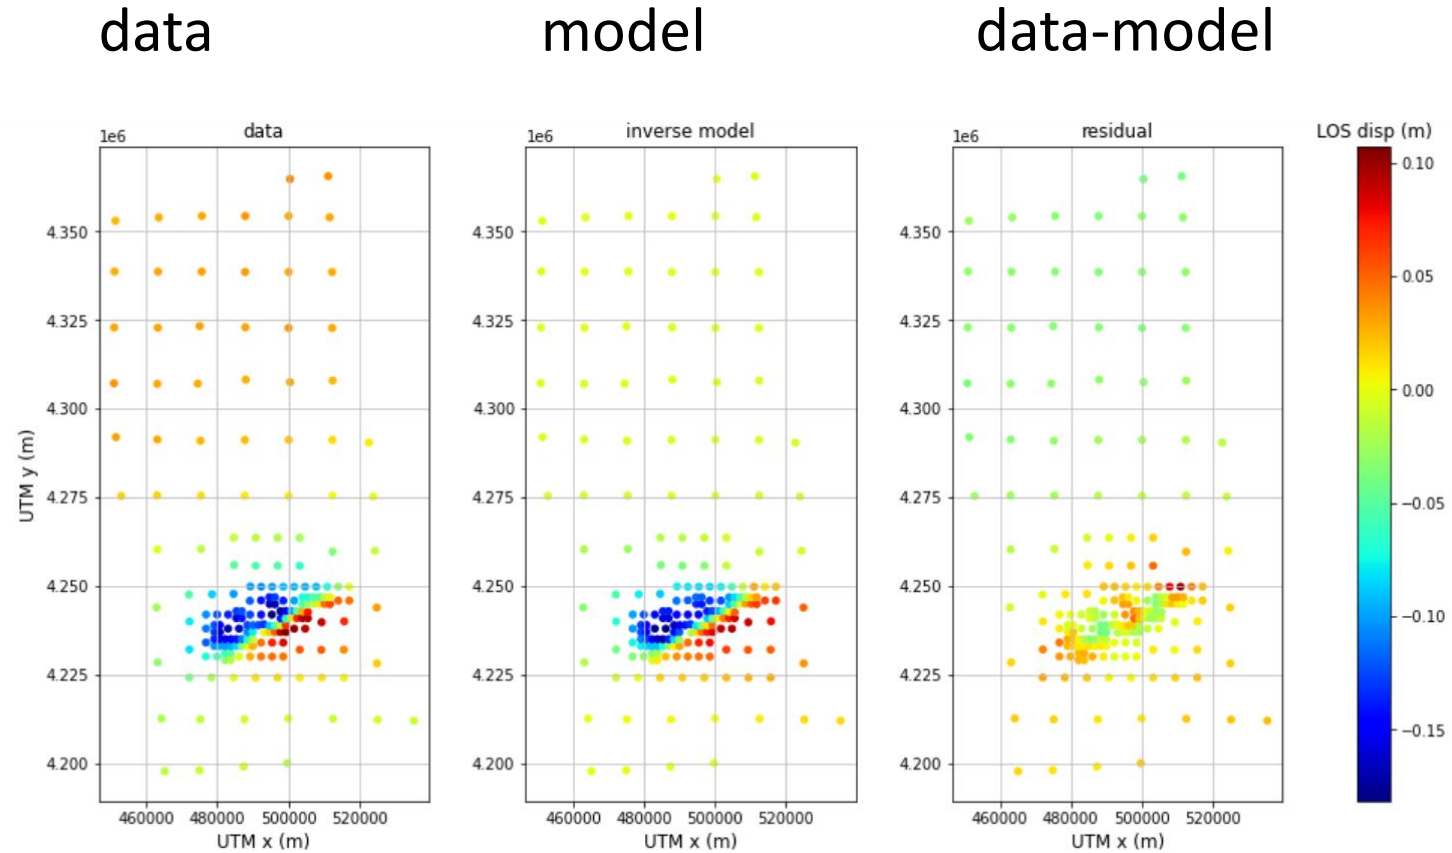 data model data-model
data inverse model residual LOS disp (m)
1e6 1e6 1e6
4.350 4.350 4.350
4.325 4.325 4.325
4.300 4.300 4.300
4.275 4.275 4.275
4.250 4.250 4.250
4.225 4.225 4.225
4.200 4.200 4.200
UTM y (m)
460000 480000 500000 520000 460000 480000 500000 520000 460000 480000 500000 520000
UTM x (m) UTM x (m) UTM x (m)
0.10
0.05
0.00
−0.05
−0.10
−0.15